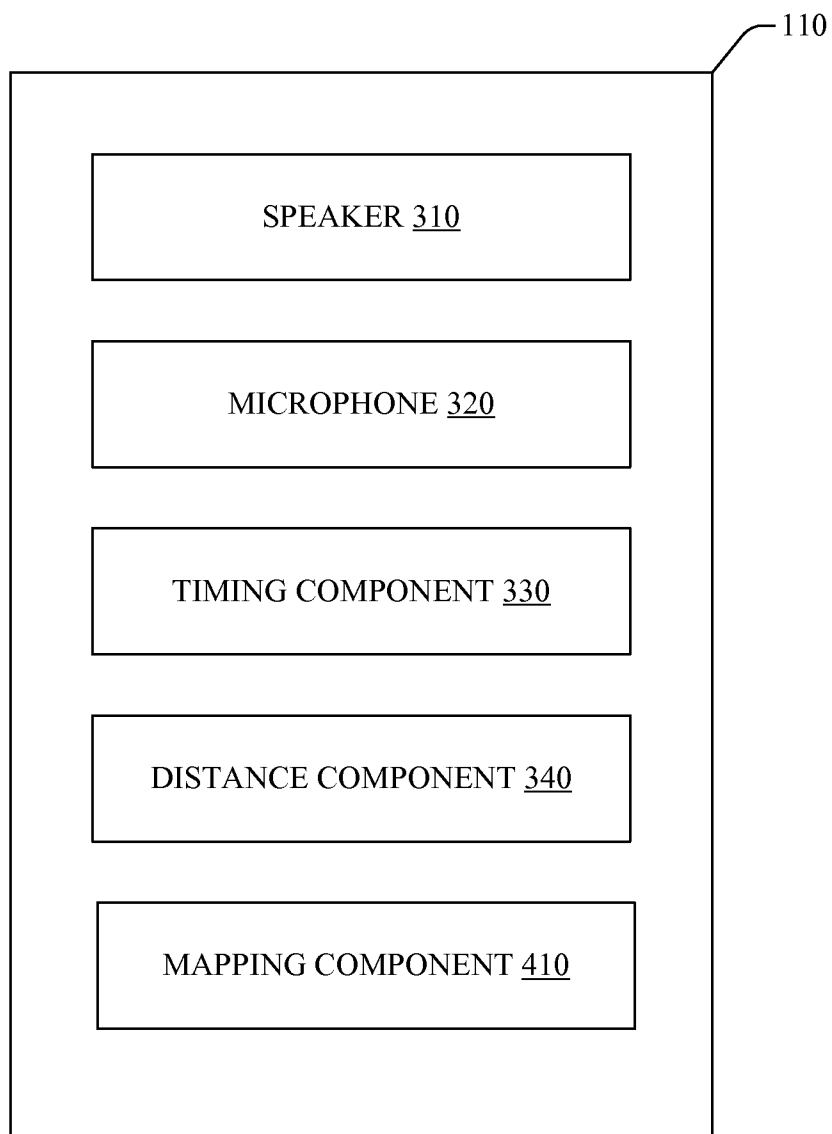 110
SPEAKER 310
MICROPHONE 320
TIMING COMPONENT 330
DISTANCE COMPONENT 340
MAPPING COMPONENT 410